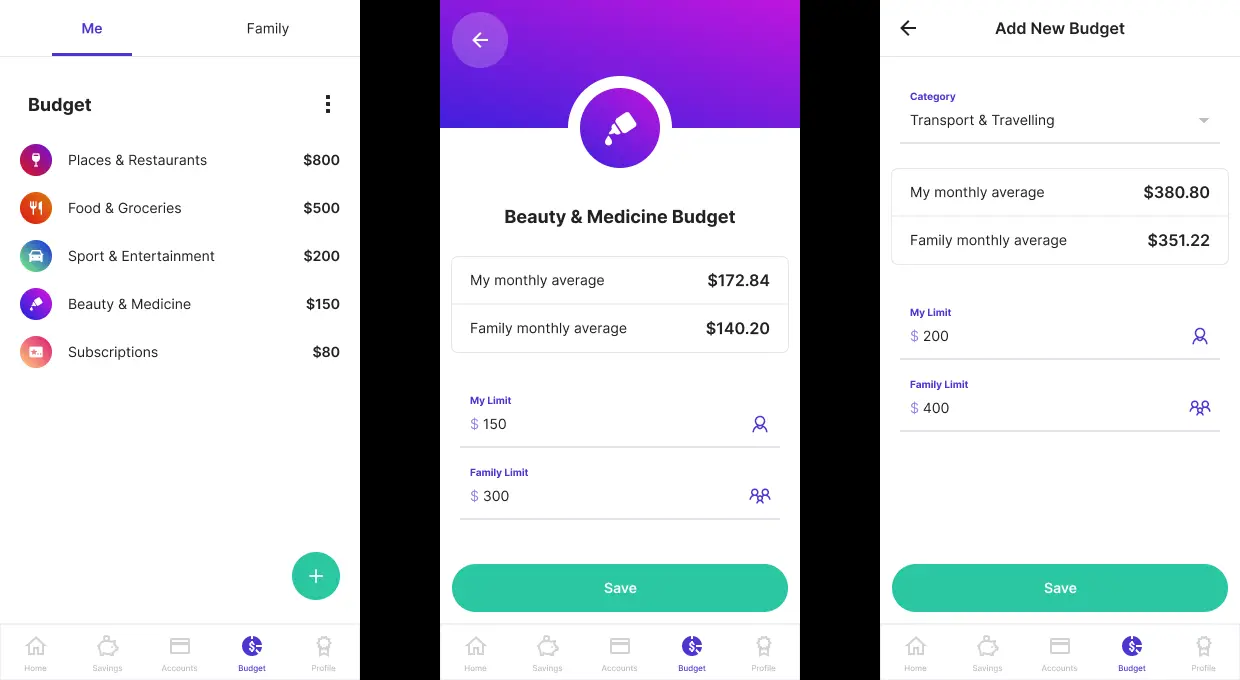 Me Family
Budget
Places & Restaurants $800
Food & Groceries $500
Sport & Entertainment $200
Beauty & Medicine $150
Subscriptions $80
Home Savings Accounts Budget Profile
Beauty & Medicine Budget
My monthly average $172.84
Family monthly average $140.20
My Limit
$ 150
Family Limit
$ 300
Save
Home Savings Accounts Budget Profile
Add New Budget
Category
Transport & Travelling
My monthly average $380.80
Family monthly average $351.22
My Limit
$ 200
Family Limit
$ 400
Save
Home Savings Accounts Budget Profile